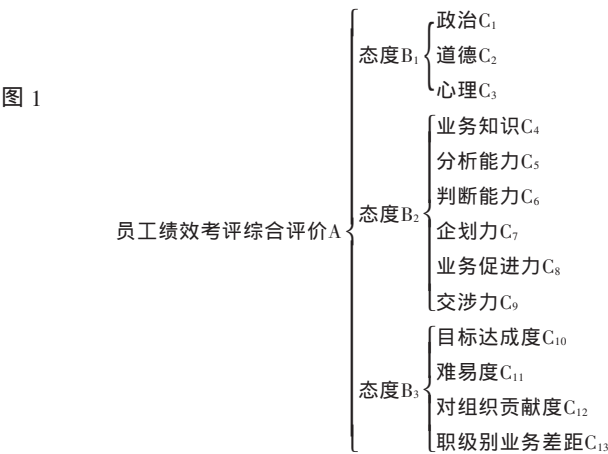 图 1
员工绩效考评综合评价A
态度B₁
政治C₁
道德C₂
心理C₃
态度B₂
业务知识C₄
分析能力C₅
判断能力C₆
企划力C₇
业务促进力C₈
交涉力C₉
态度B₃
目标达成度C₁₀
难易度C₁₁
对组织贡献度C₁₂
职级别业务差距C₁₃